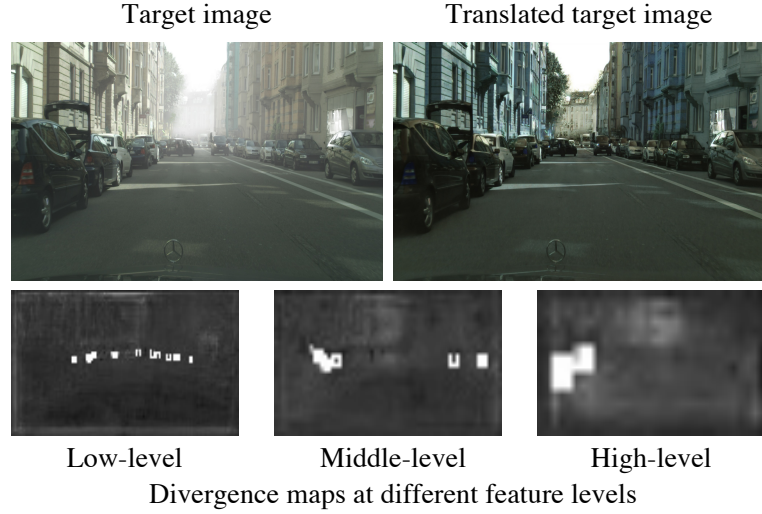 Target image
Translated target image
Low-level
Middle-level
High-level
Divergence maps at different feature levels